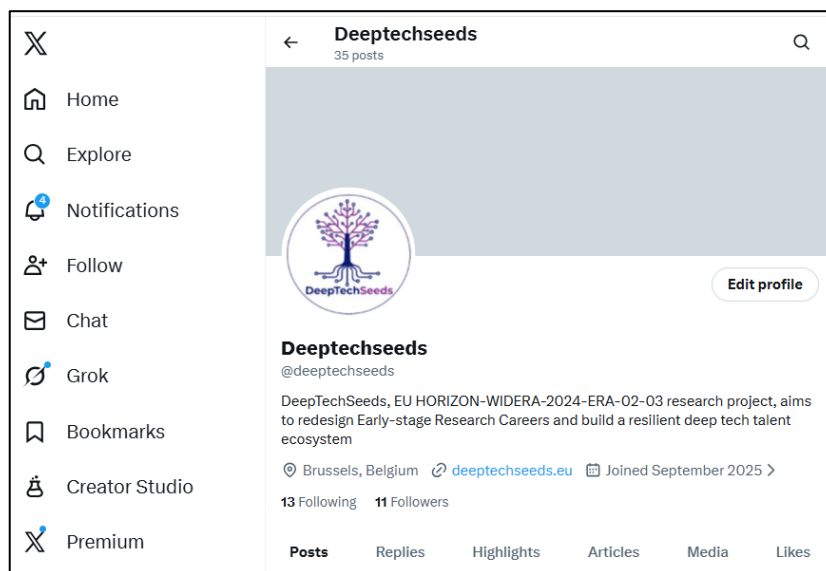 Home
Explore
4
Notifications
Follow
Chat
Grok
Bookmarks
Creator Studio
Premium
Deeptechseeds
35 posts
DeepTechSeeds
Edit profile
Deeptechseeds
@deeptechseeds
DeepTechSeeds, EU HORIZON-WIDERA-2024-ERA-02-03 research project, aims
to redesign Early-stage Research Careers and build a resilient deep tech talent
ecosystem
Brussels, Belgium deeptechseeds.eu Joined September 2025
13 Following 11 Followers
Posts Replies Highlights Articles Media Likes